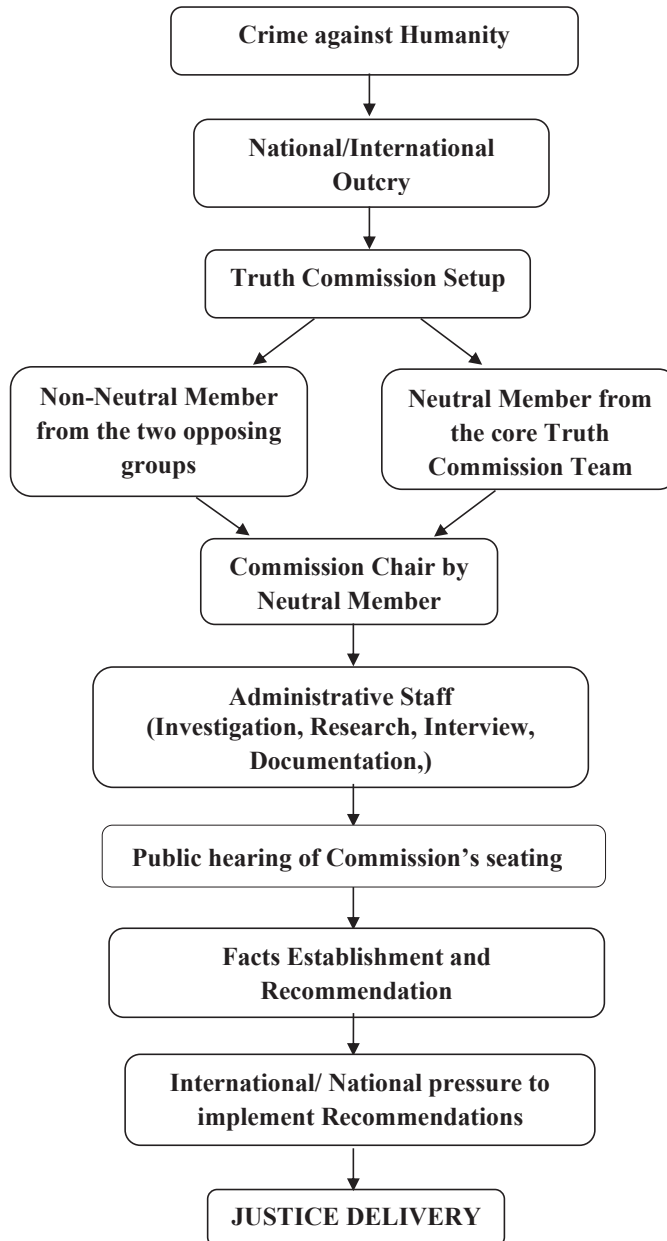 Crime against Humanity
National/International
Outcry
Truth Commission Setup
Non-Neutral Member
from the two opposing
groups
Neutral Member from
the core Truth
Commission Team
Commission Chair by
Neutral Member
Administrative Staff
(Investigation, Research, Interview,
Documentation,)
Public hearing of Commission’s seating
Facts Establishment and
Recommendation
International/ National pressure to
implement Recommendations
JUSTICE DELIVERY